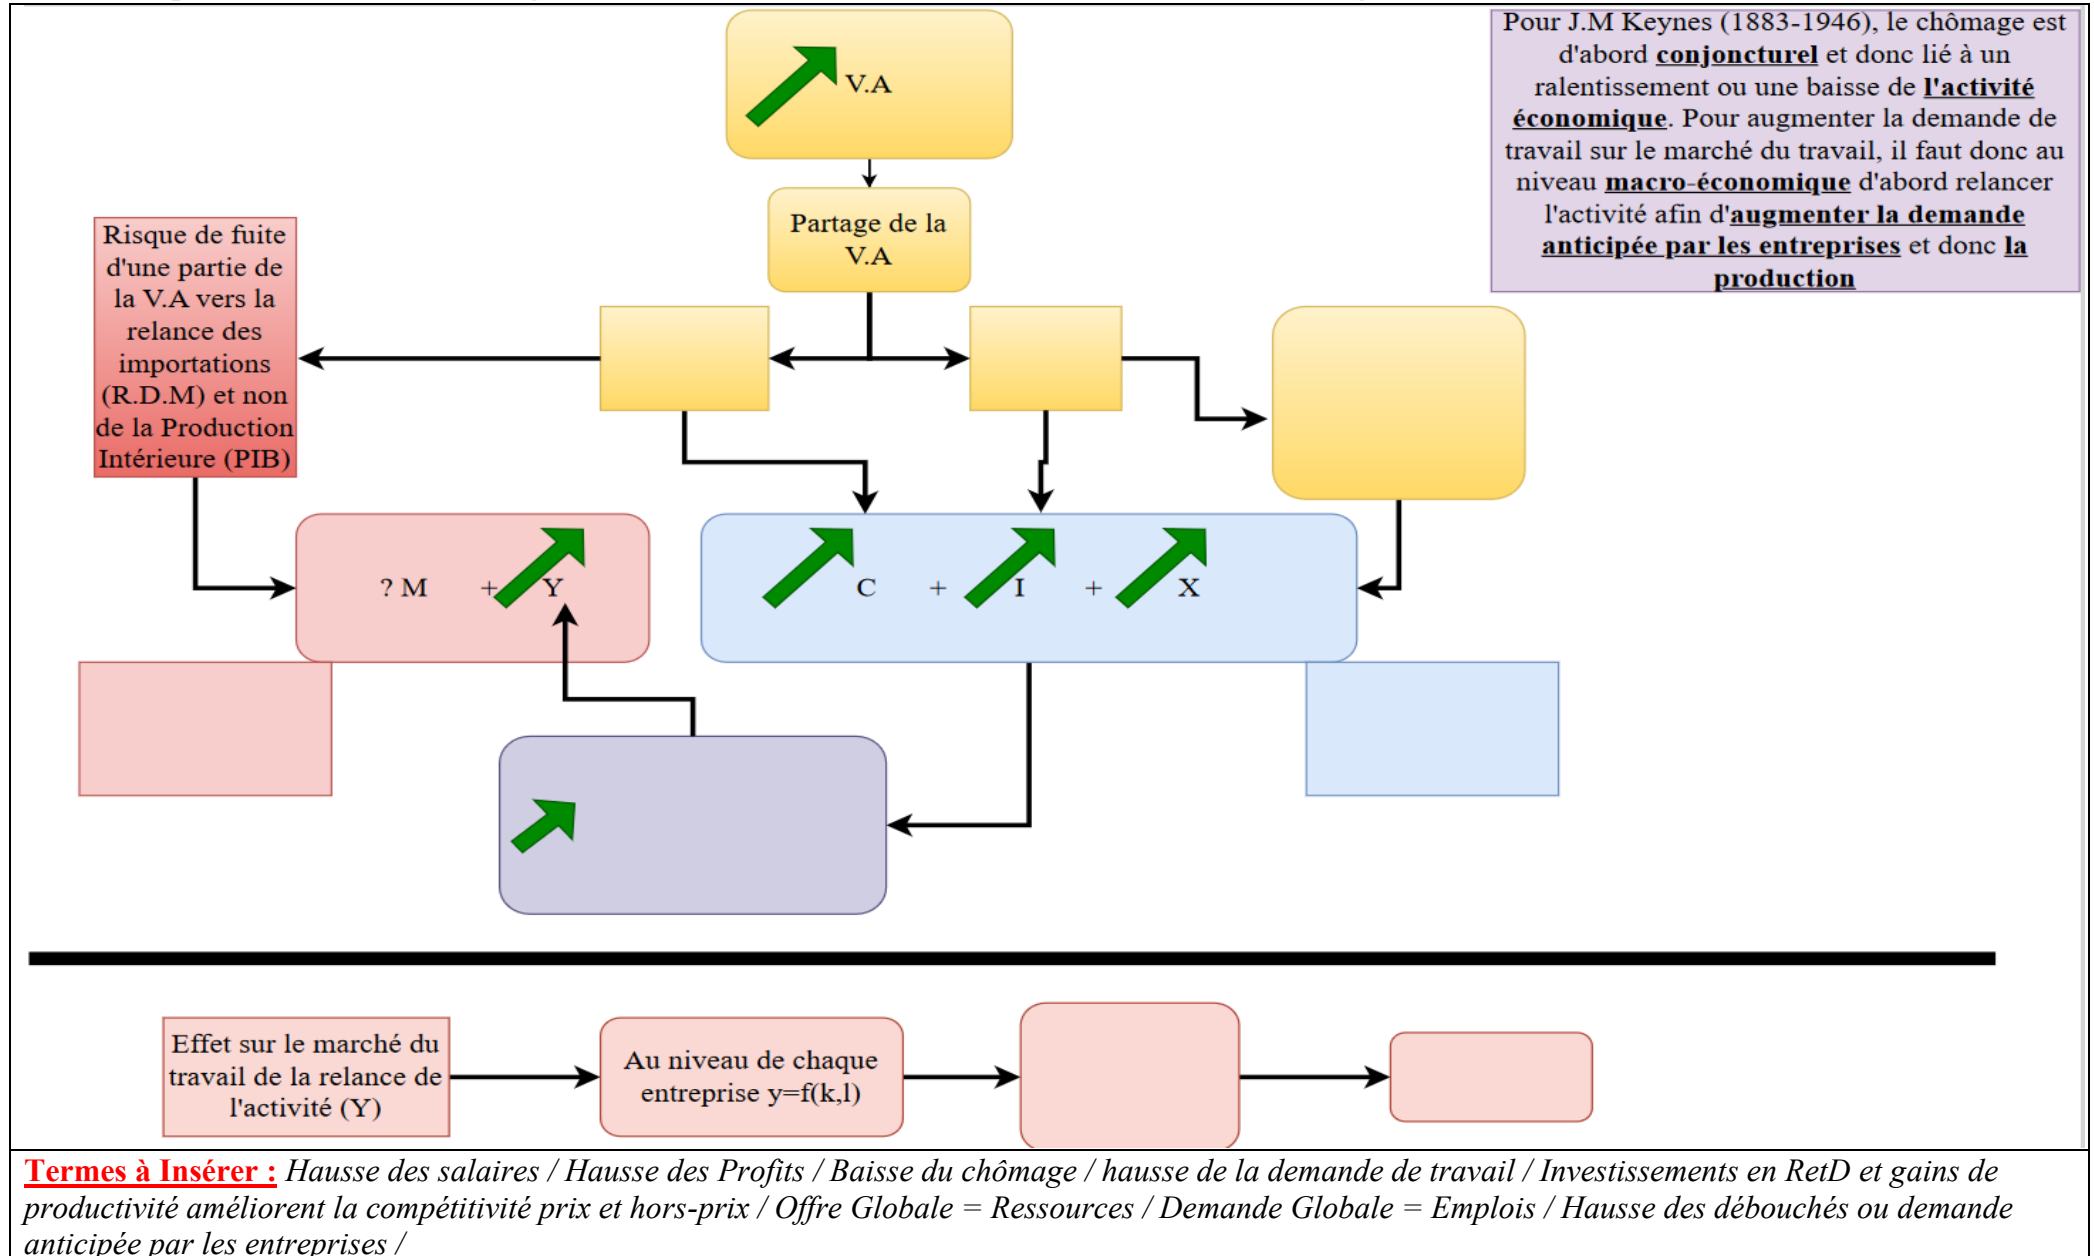 Pour J.M Keynes (1883-1946), le chômage est
d'abord conjoncturel et donc lié à un
ralentissement ou une baisse de l'activité
économique. Pour augmenter la demande de
travail sur le marché du travail, il faut donc au
niveau macro-économique d'abord relancer
l'activité afin d'augmenter la demande
anticipée par les entreprises et donc la
production
V.A
Partage de la
V.A
Risque de fuite
d'une partie de
la V.A vers la
relance des
importations
(R.D.M) et non
de la Production
Intérieure (PIB)
? M + Y
C + I + X
Effet sur le marché du
travail de la relance de
l'activité (Y)
Au niveau de chaque
entreprise y=f(k,l)
Termes à Insérer : Hausse des salaires / Hausse des Profits / Baisse du chômage / hausse de la demande de travail / Investissements en RetD et gains de
productivité améliorent la compétitivité prix et hors-prix / Offre Globale = Ressources / Demande Globale = Emplois / Hausse des débouchés ou demande
anticipée par les entreprises /